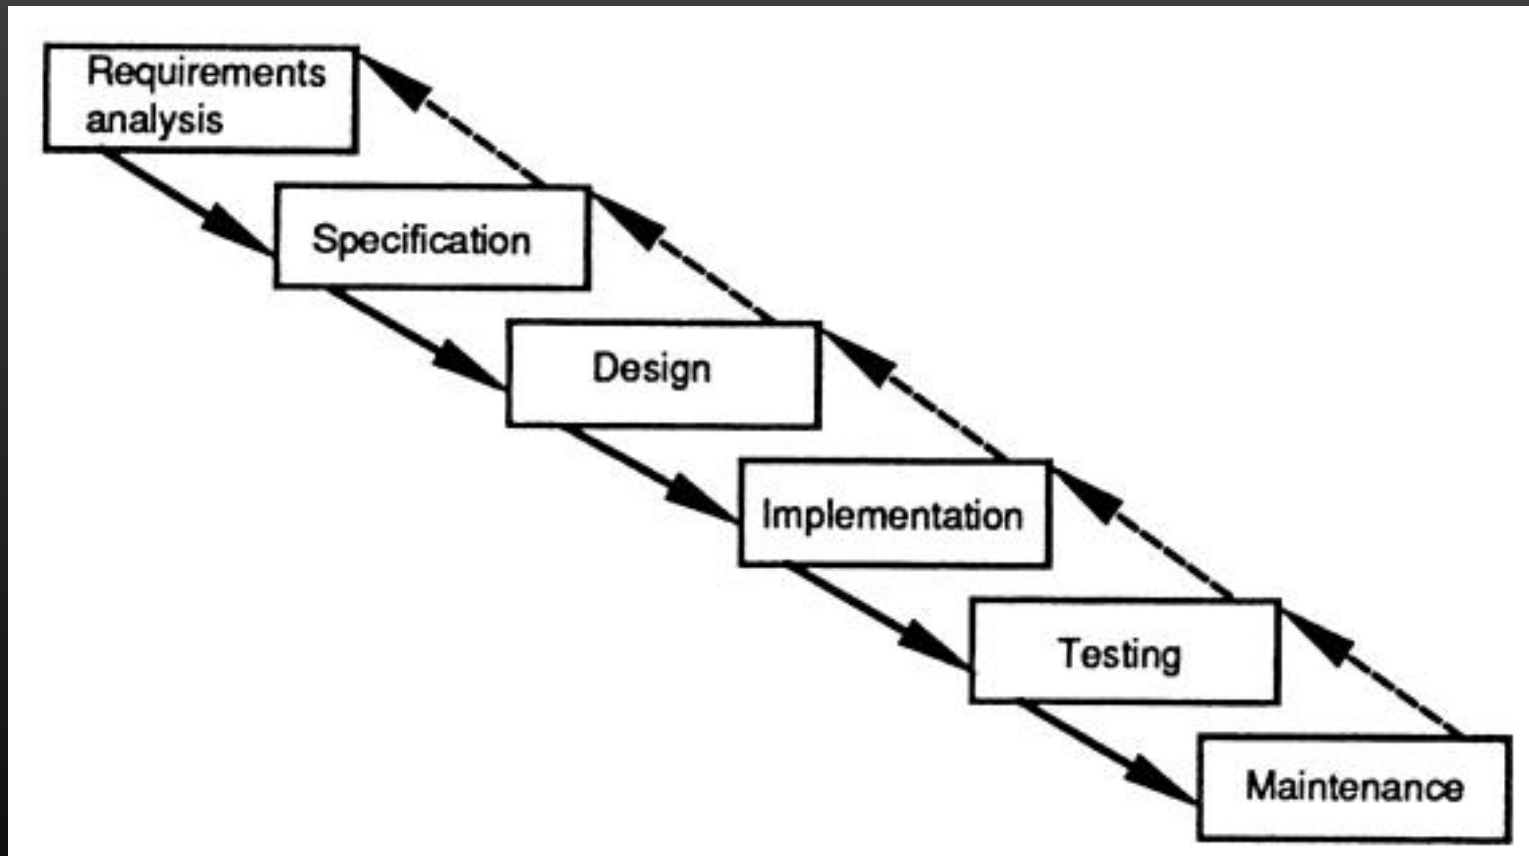 Requirements
analysis
Specification
Design
Implementation
Testing
Maintenance